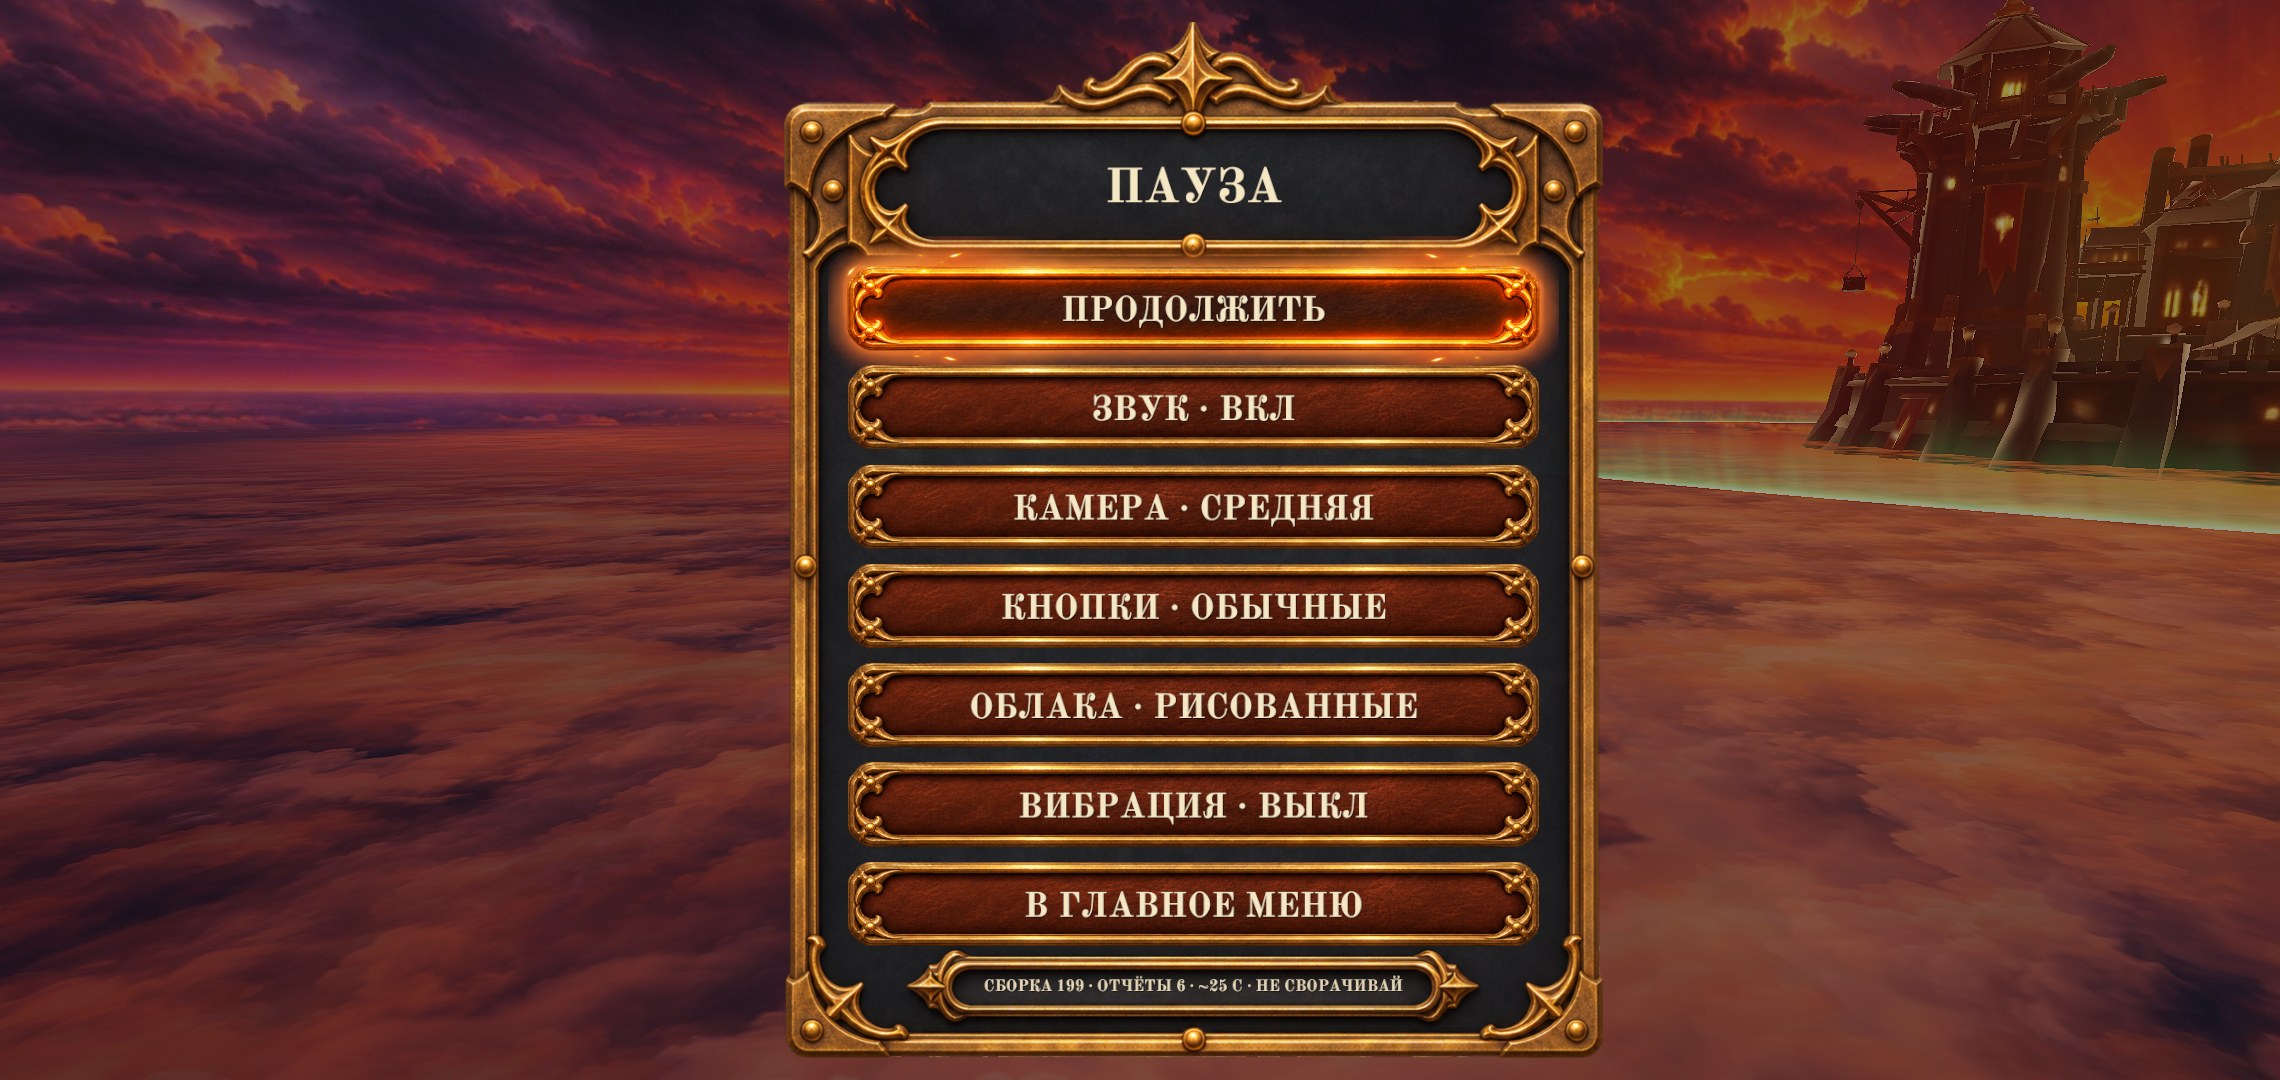 ПАУЗА
ПРОДОЛЖИТЬ
ЗВУК · ВКЛ
КАМЕРА · СРЕДНЯЯ
КНОПКИ · ОБЫЧНЫЕ
ОБЛАКА · РИСОВАННЫЕ
ВИБРАЦИЯ · ВЫКЛ
В ГЛАВНОЕ МЕНЮ
СБОРКА 199 · ОТЧЁТЫ 6 · ~25 С · НЕ СВОРАЧИВАЙ